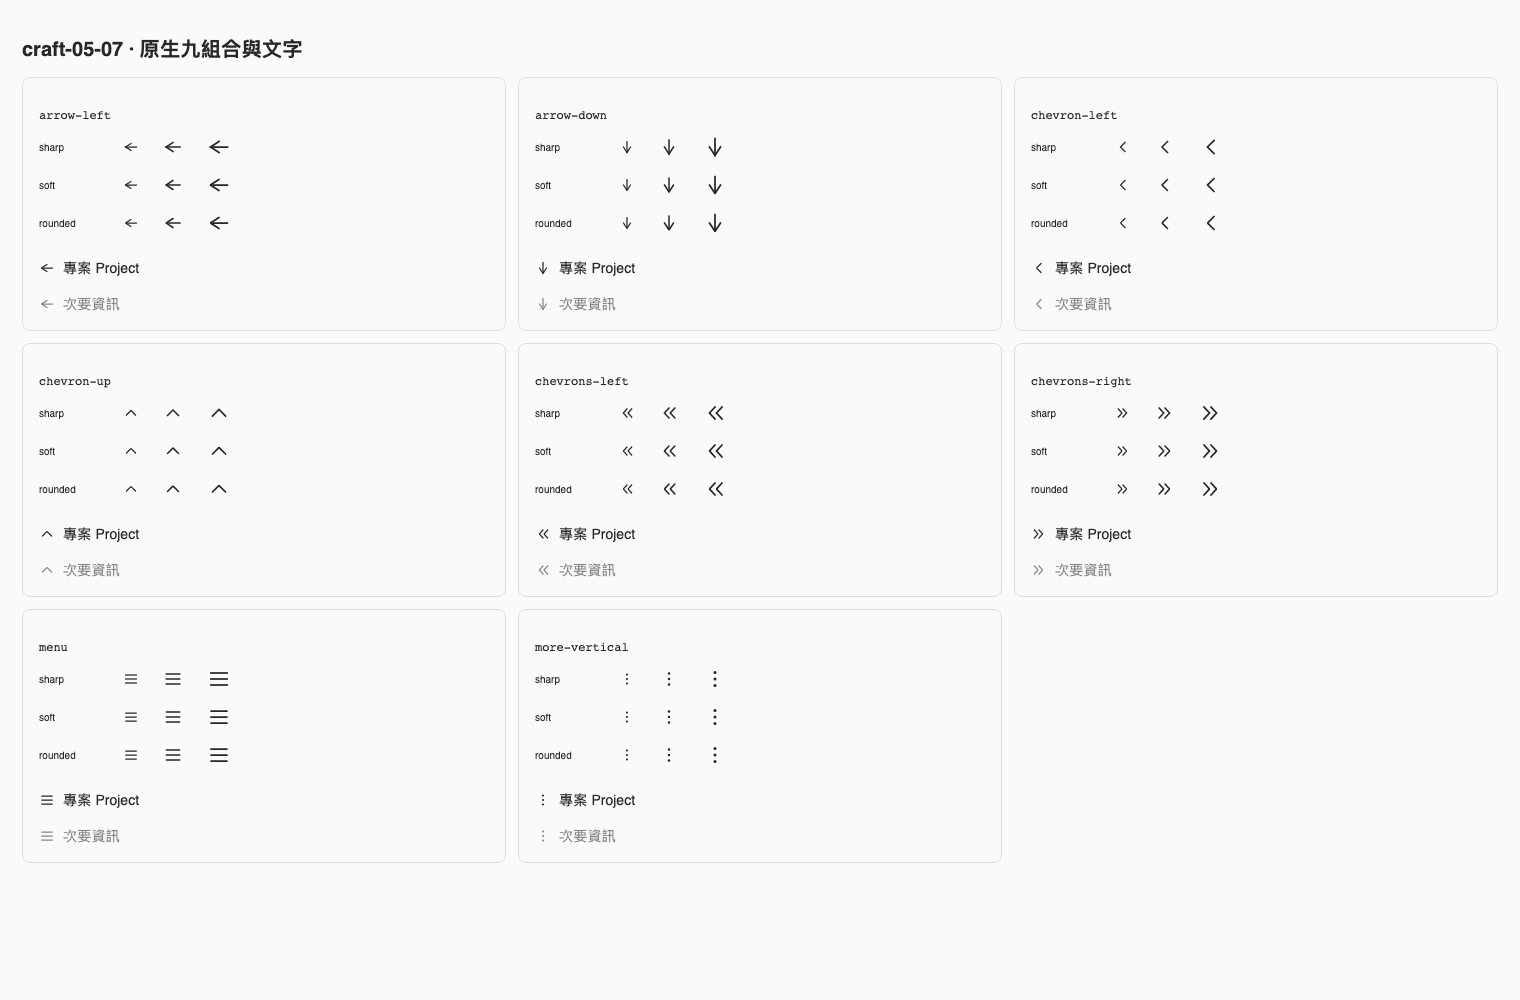 craft-05-07 · 原生九組合與文字
arrow-left
sharp
soft
rounded
專案 Project
次要資訊
arrow-down
sharp
soft
rounded
專案 Project
次要資訊
chevron-left
sharp
soft
rounded
專案 Project
次要資訊
chevron-up
sharp
soft
rounded
專案 Project
次要資訊
chevrons-left
sharp
soft
rounded
專案 Project
次要資訊
chevrons-right
sharp
soft
rounded
專案 Project
次要資訊
menu
sharp
soft
rounded
專案 Project
次要資訊
more-vertical
sharp
soft
rounded
專案 Project
次要資訊